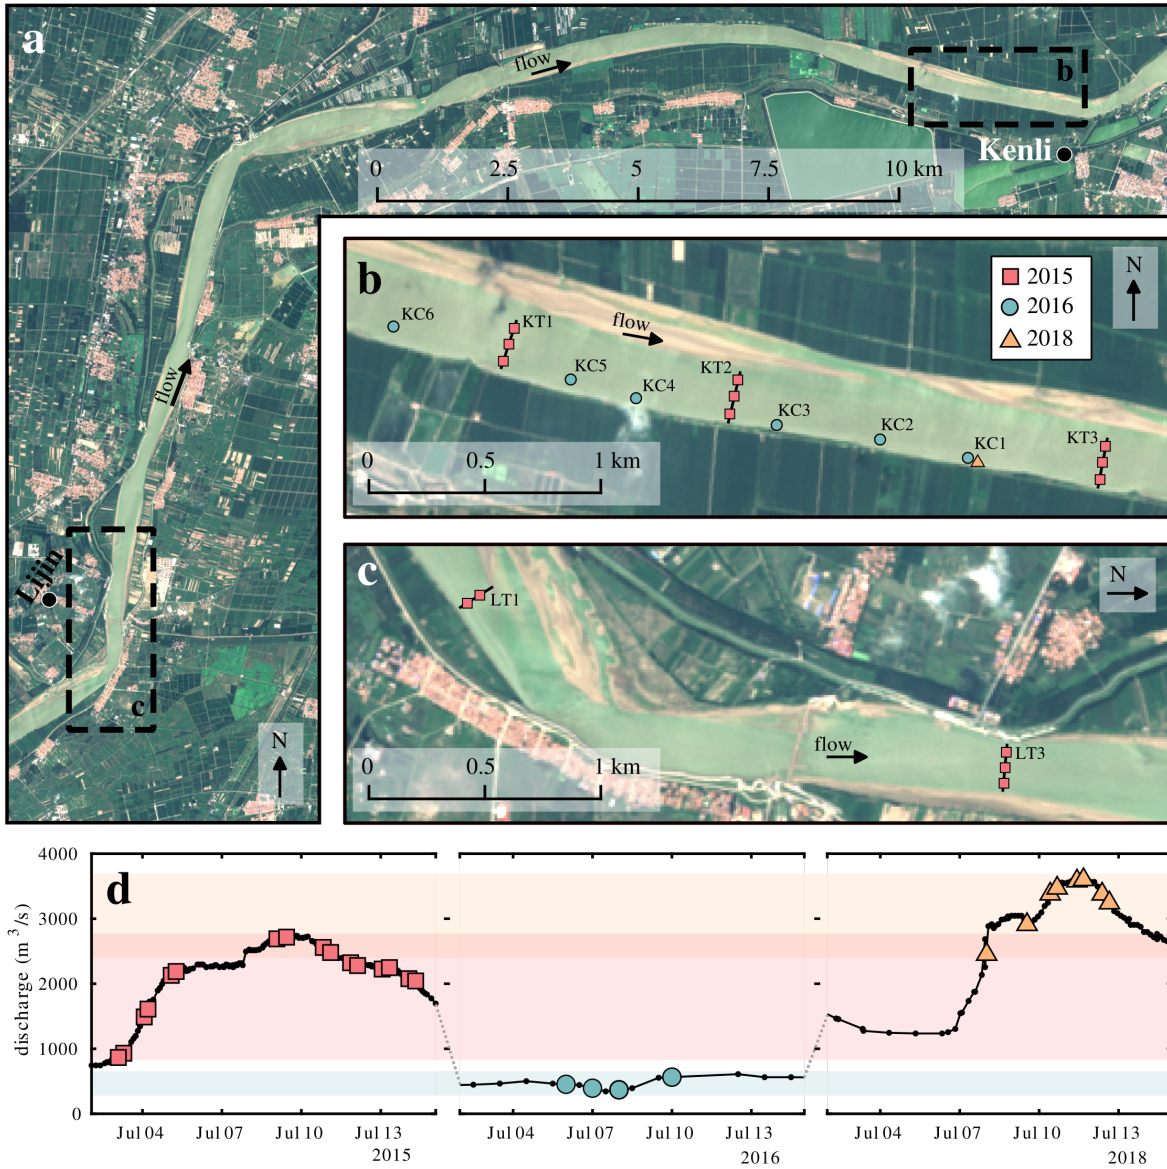 a
flow
b
Kenli
0 2.5 5 7.5 10 km
flow
Lijin
c
N
b
N
2015
2016
2018
KC6
KT1
flow
KC5
KC4
KT2
KC3
KC2
KC1
KT3
0 0.5 1 km
c
N
LT1
0 0.5 1 km
flow
LT3
d
discharge (m³/s)
4000
3000
2000
1000
0
Jul 04 Jul 07 Jul 10 Jul 13 Jul 04 Jul 07 Jul 10 Jul 13 Jul 04 Jul 07 Jul 10 Jul 13
2015 2016 2018